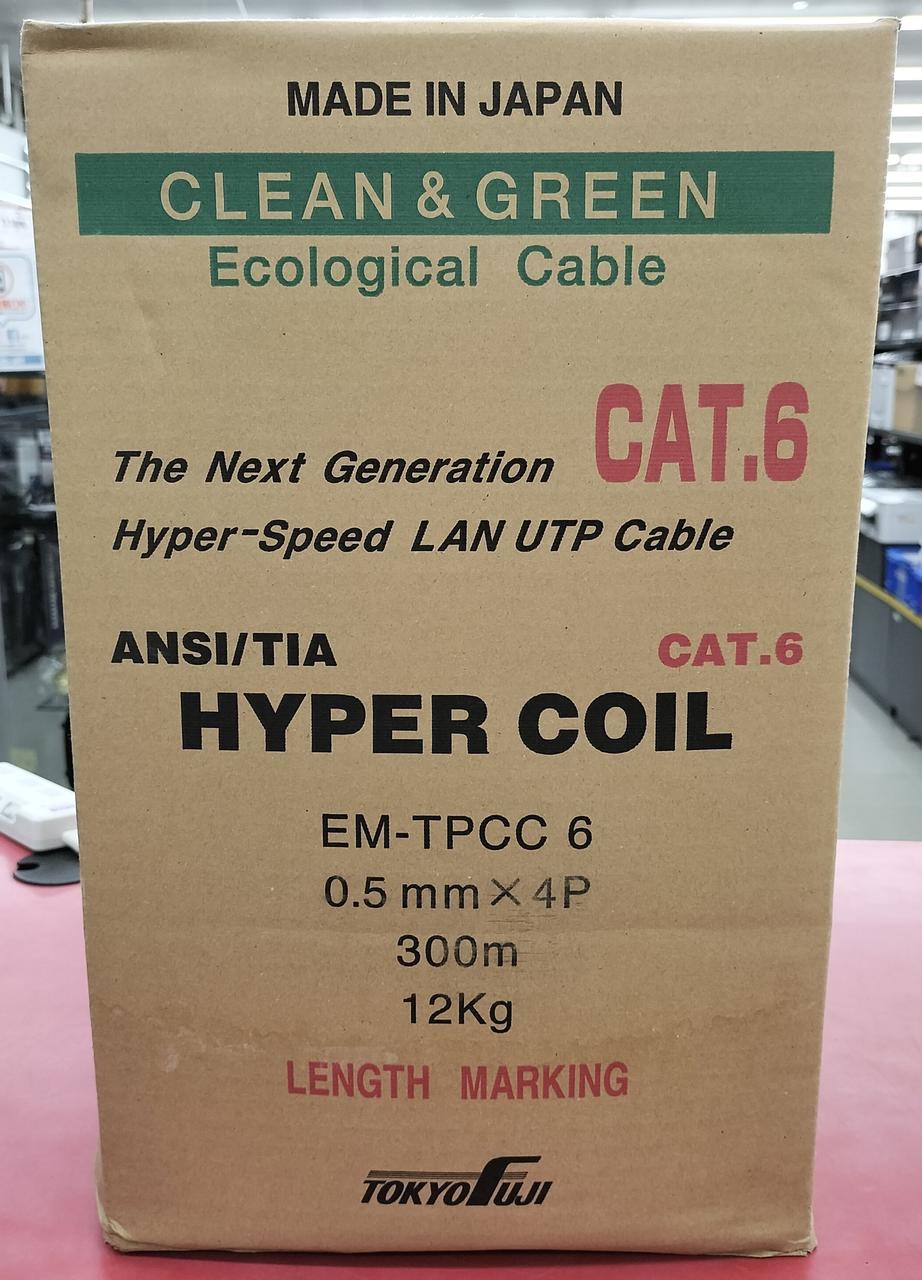 MADE IN JAPAN
CLEAN & GREEN
Ecological Cable
The Next Generation CAT.6
Hyper-Speed LAN UTP Cable
ANSI/TIA CAT.6
HYPER COIL
EM-TPCC 6
0.5 mm×4P
300m
12Kg
LENGTH MARKING
TOKYO FUJI